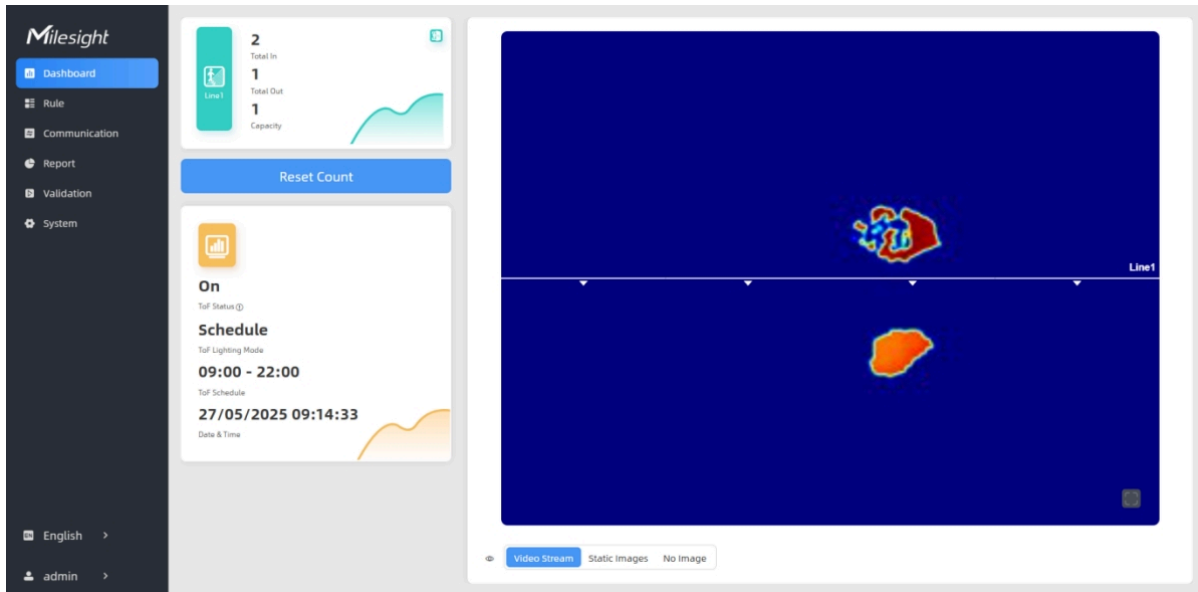 Milesight
Dashboard
Rule
Communication
Report
Validation
System
English
admin
Line1
2
Total In
1
Total Out
1
Capacity
Reset Count
On
ToF Status
Schedule
ToF Lighting Mode
09:00 - 22:00
ToF Schedule
27/05/2025 09:14:33
Date & Time
Line1
Video Stream Static Images No Image